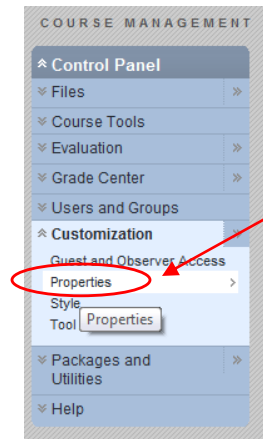 COURSE MANAGEMENT
Control Panel
Files
Course Tools
Evaluation
Grade Center
Users and Groups
Customization
Guest and Observer Access
Properties
Style
Tool
Properties
Packages and
Utilities
Help